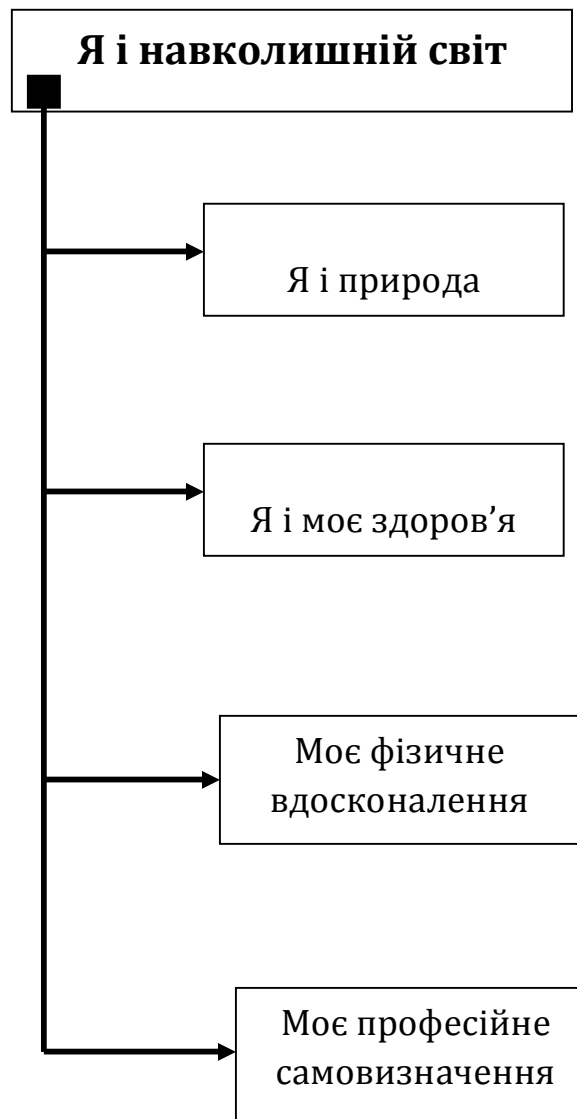 Я і навколишній світ
Я і природа
Я і моє здоров’я
Моє фізичне
вдосконалення
Моє професійне
самовизначення